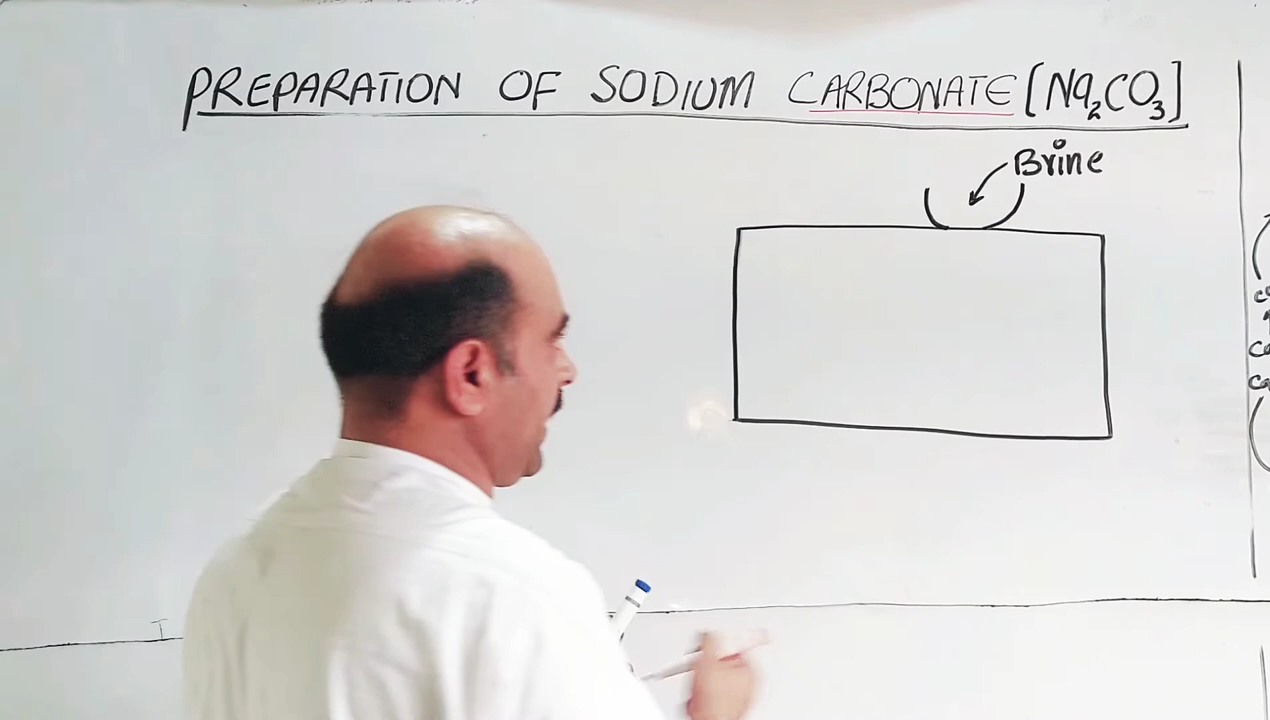 PREPARATION OF SODIUM CARBONATE [Na₂CO₃]
Brine